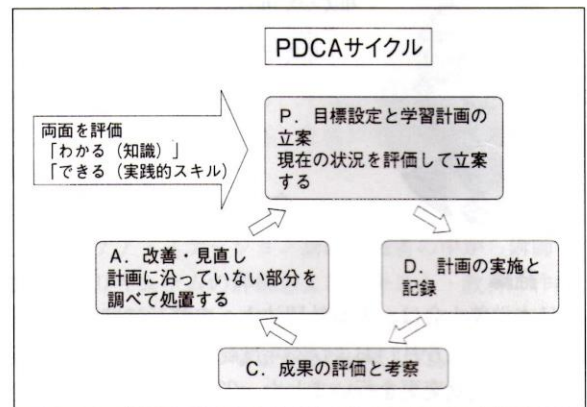 PDCAサイクル
両面を評価
「わかる（知識）」
「できる（実践的スキル）
P．目標設定と学習計画の
立案
現在の状況を評価して立案
する
D．計画の実施と
記録
C．成果の評価と考察
A．改善・見直し
計画に沿っていない部分を
調べて処置する